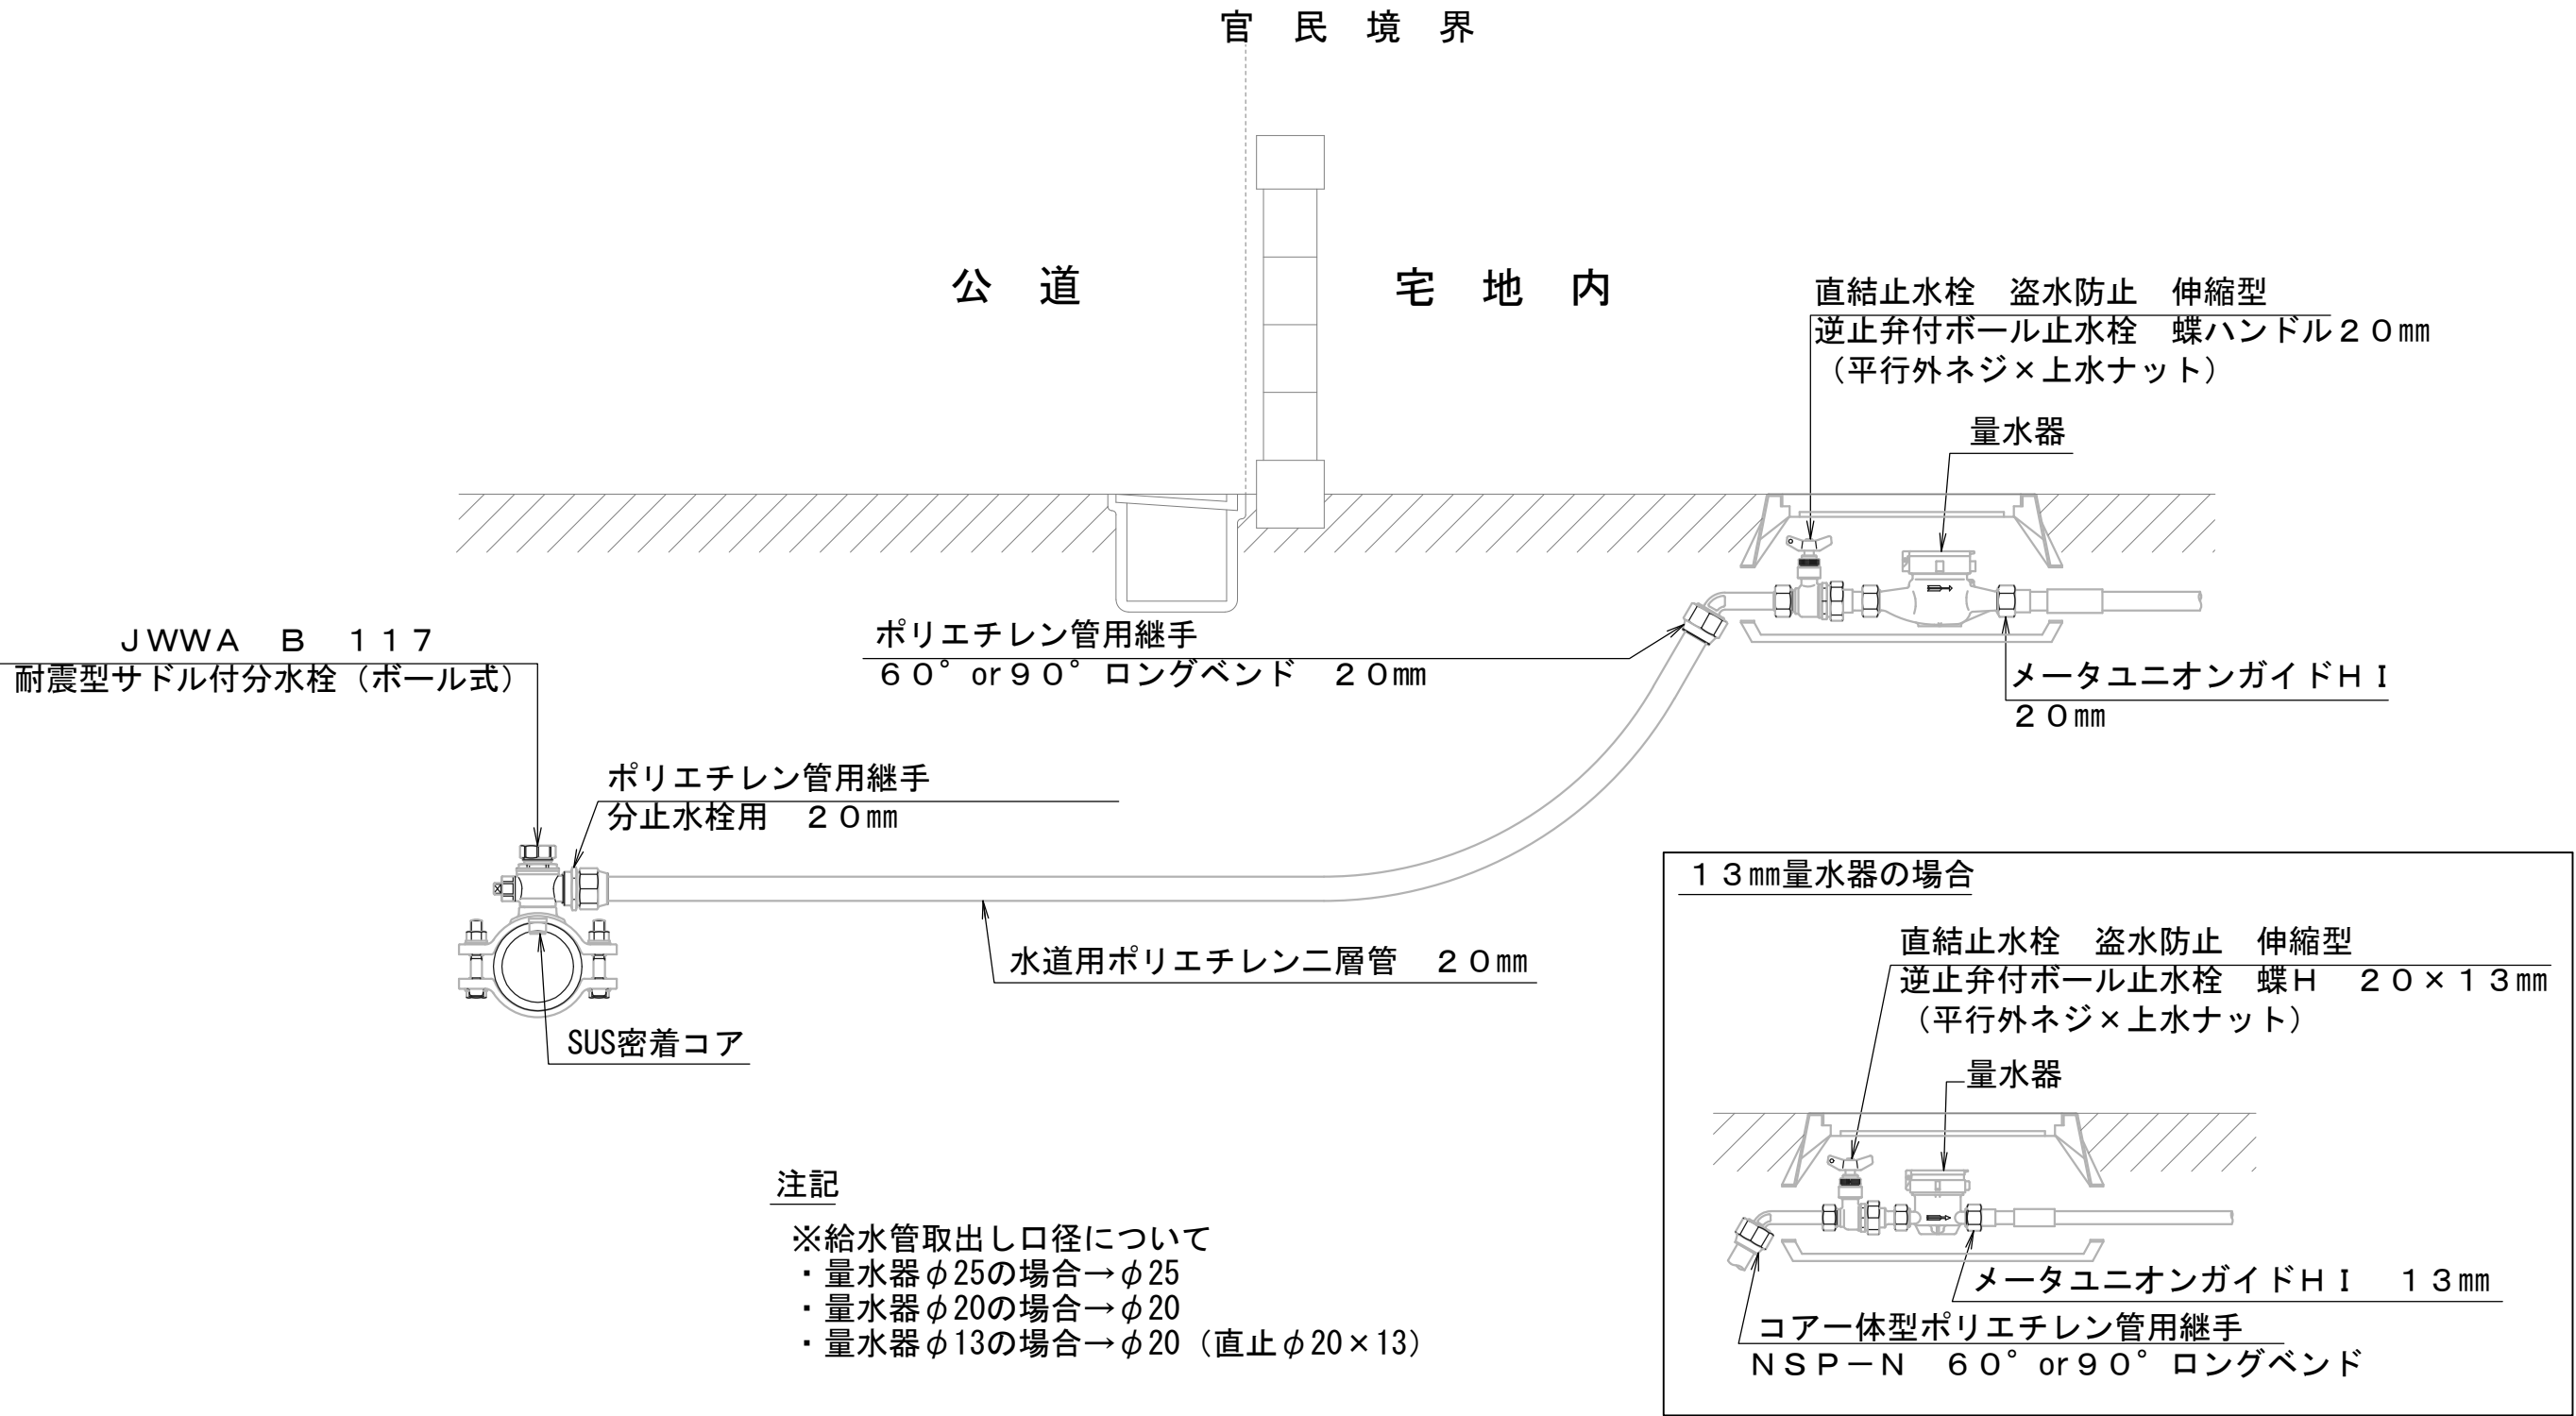 官　民　境　界
公　道
宅　地　内
直結止水栓　盗水防止　伸縮型
逆止弁付ボール止水栓　蝶ハンドル２０㎜
（平行外ネジ×上水ナット）
量水器
ＪＷＷＡ　Ｂ　１１７
耐震型サドル付分水栓（ボール式）
ポリエチレン管用継手
６０°or９０°ロングベンド　２０㎜
メータユニオンガイドＨＩ
２０㎜
ポリエチレン管用継手
分止水栓用　２０㎜
水道用ポリエチレン二層管　２０㎜
SUS密着コア
１３㎜量水器の場合
直結止水栓　盗水防止　伸縮型
逆止弁付ボール止水栓　蝶Ｈ　２０×１３㎜
（平行外ネジ×上水ナット）
量水器
メータユニオンガイドＨＩ　１３㎜
コア一体型ポリエチレン管用継手
ＮＳＰ－Ｎ　６０°or９０°ロングベンド
注記
※給水管取出し口径について
・量水器φ25の場合→φ25
・量水器φ20の場合→φ20
・量水器φ13の場合→φ20（直止φ20×13）